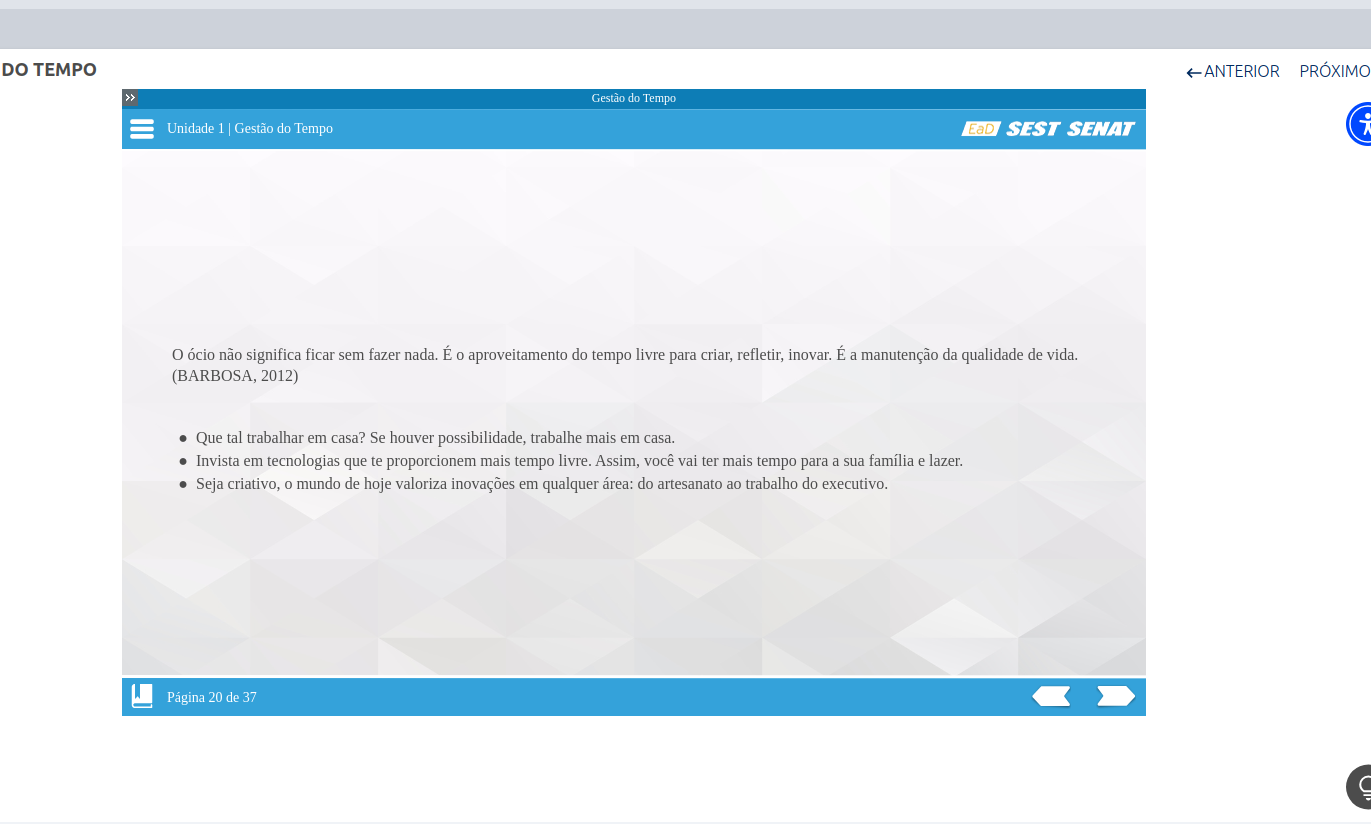 DO TEMPO
ANTERIOR PRÓXIMO
Gestão do Tempo
Unidade 1 | Gestão do Tempo
EaD SEST SENAT
O ócio não significa ficar sem fazer nada. É o aproveitamento do tempo livre para criar, refletir, inovar. É a manutenção da qualidade de vida.
(BARBOSA, 2012)
● Que tal trabalhar em casa? Se houver possibilidade, trabalhe mais em casa.
● Invista em tecnologias que te proporcionem mais tempo livre. Assim, você vai ter mais tempo para a sua família e lazer.
● Seja criativo, o mundo de hoje valoriza inovações em qualquer área: do artesanato ao trabalho do executivo.
Página 20 de 37